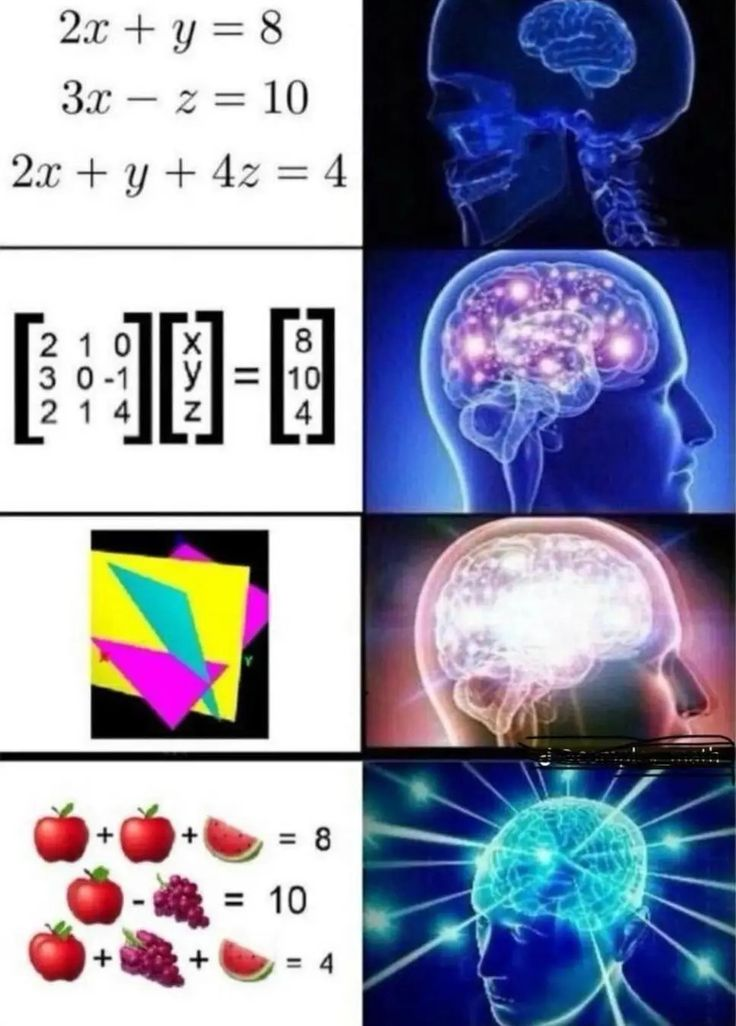 2x + y = 8
3x − z = 10
2x + y + 4z = 4
[2 1 0] [x] = [8]
[3 0 -1] [y] [10]
[2 1 4] [z] [4]
X Y
🍎 + 🍎 + 🍉 = 8
🍎 - 🍇 = 10
🍎 + 🍇 + 🍉 = 4